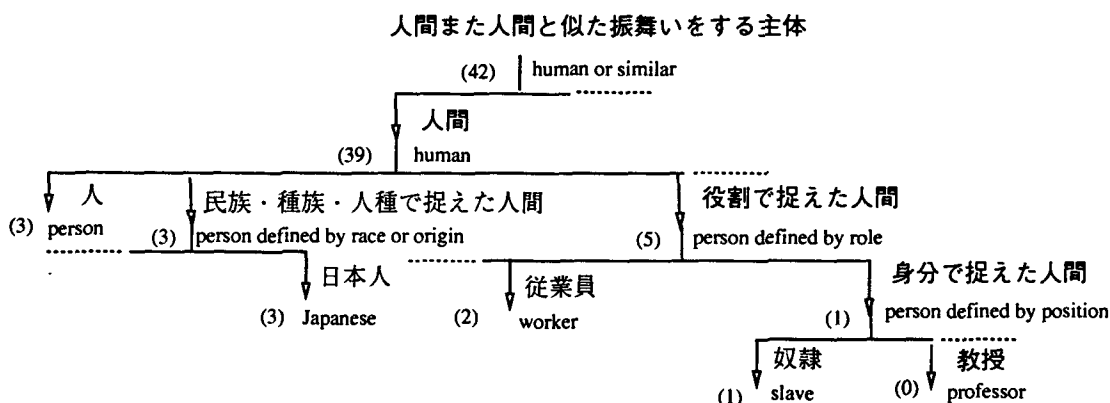 人間また人間と似た振舞いをする主体
(42) human or similar
人間
(39) human
人
(3) person
民族・種族・人種で捉えた人間
(3) person defined by race or origin
役割で捉えた人間
(5) person defined by role
日本人
(3) Japanese
従業員
(2) worker
身分で捉えた人間
(1) person defined by position
奴隷
(1) slave
教授
(0) professor